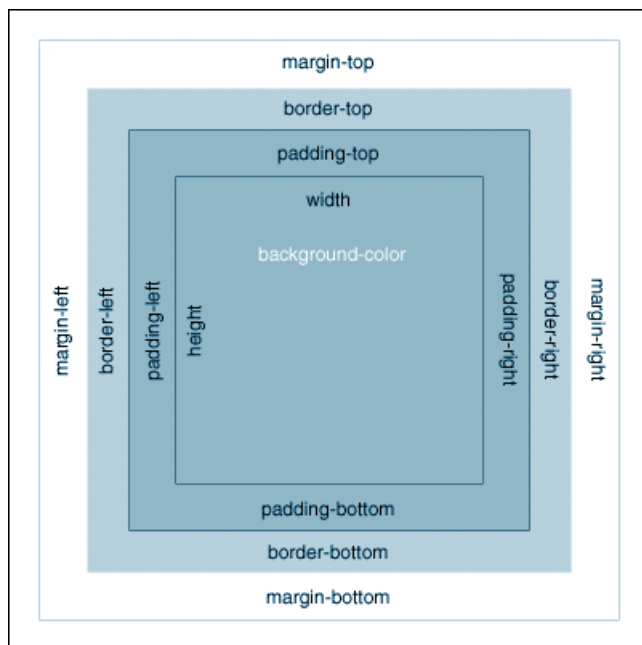 margin-top
border-top
padding-top
width
background-color
margin-left
border-left
padding-left
height
padding-right
border-right
margin-right
padding-bottom
border-bottom
margin-bottom